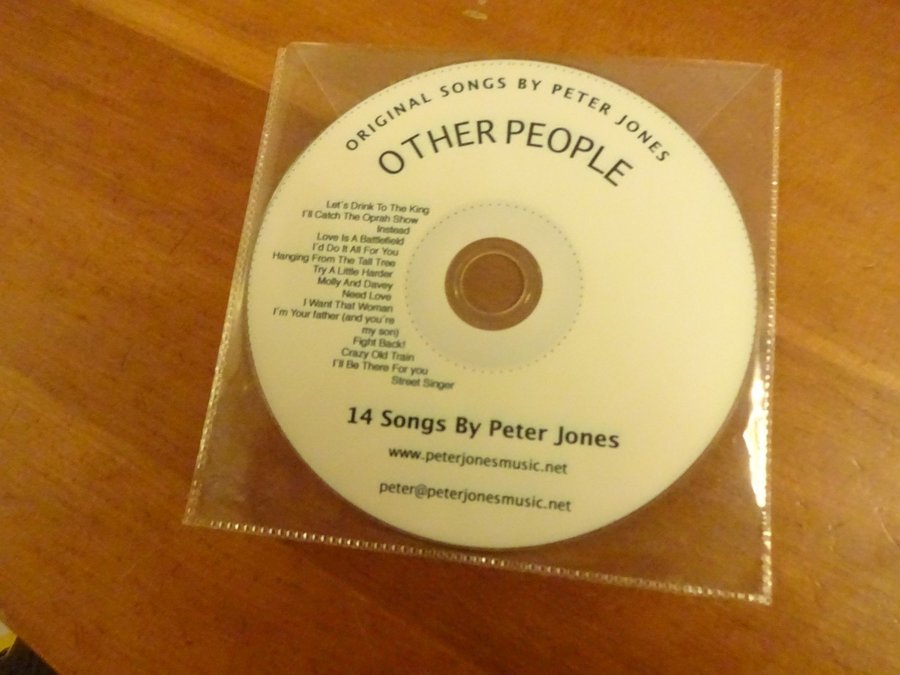 ORIGINAL SONGS BY PETER JONES
OTHER PEOPLE
Let´s Drink To The King
I´ll Catch The Oprah Show
Instead
Love Is A Battlefield
I´d Do It All For You
Hanging From The Tall Tree
Try A Little Harder
Molly And Davey
Need Love
I Want That Woman
I´m Your father (and you´re
my son)
Fight Back!
Crazy Old Train
I´ll Be There For you
Street Singer
14 Songs By Peter Jones
www.peterjonesmusic.net
peter@peterjonesmusic.net